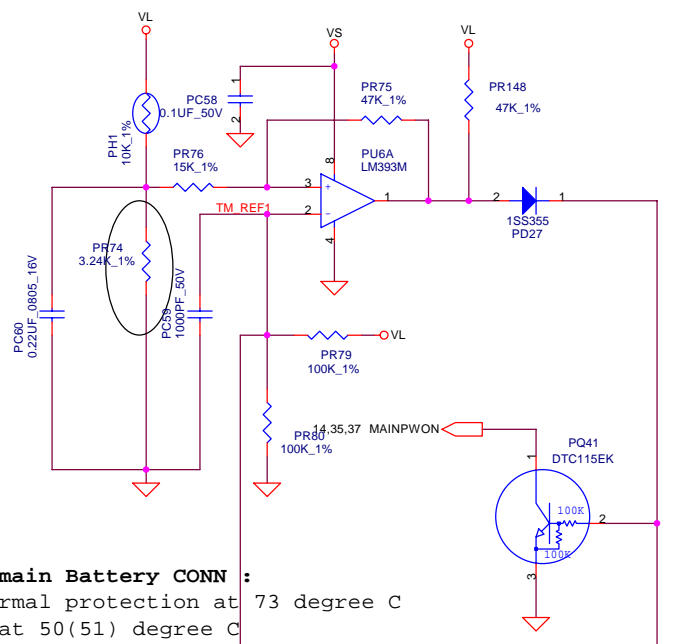 VL
VS
VL
PC58
0.1UF_50V
1
2
PR75
47K_1%
PR148
47K_1%
PH1
10K_1%
PR76
15K_1%
8
PU6A
LM393M
3
+
1
2
-
4
TM_REF1
2
1
1SS355
PD27
PR74
3.24K_1%
PC60
0.22UF_0805_16V
PC59
1000PF_50V
VL
PR79
100K_1%
PR80
100K_1%
14,35,37 MAINPWON
PQ41
DTC115EK
1
100K
2
100K
3
main Battery CONN :
rmal protection at 73 degree C
at 50(51) degree C